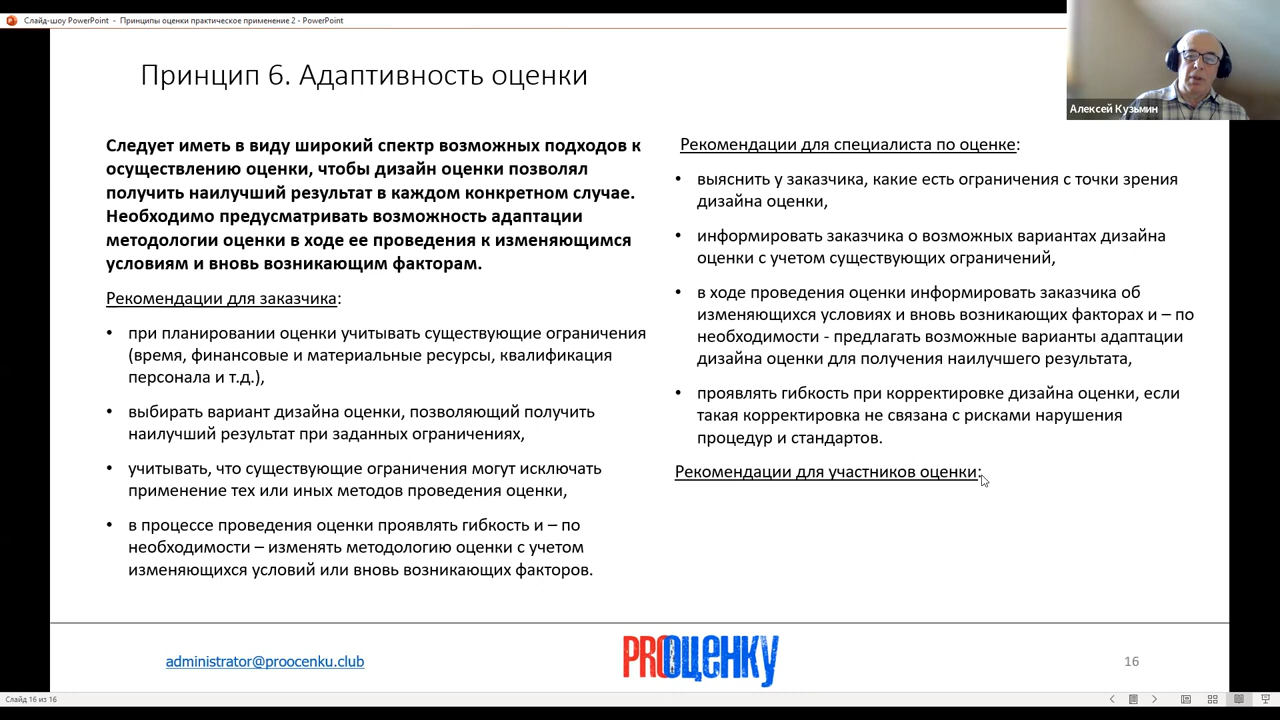 Слайд-шоу PowerPoint - Принципы оценки практическое применение 2 - PowerPoint
Алексей Кузьмин
Принцип 6. Адаптивность оценки
Следует иметь в виду широкий спектр возможных подходов к
осуществлению оценки, чтобы дизайн оценки позволял
получить наилучший результат в каждом конкретном случае.
Необходимо предусматривать возможность адаптации
методологии оценки в ходе ее проведения к изменяющимся
условиям и вновь возникающим факторам.
Рекомендации для заказчика:
• при планировании оценки учитывать существующие ограничения
(время, финансовые и материальные ресурсы, квалификация
персонала и т.д.),
• выбирать вариант дизайна оценки, позволяющий получить
наилучший результат при заданных ограничениях,
• учитывать, что существующие ограничения могут исключать
применение тех или иных методов проведения оценки,
• в процессе проведения оценки проявлять гибкость и – по
необходимости – изменять методологию оценки с учетом
изменяющихся условий или вновь возникающих факторов.
Рекомендации для специалиста по оценке:
• выяснить у заказчика, какие есть ограничения с точки зрения
дизайна оценки,
• информировать заказчика о возможных вариантах дизайна
оценки с учетом существующих ограничений,
• в ходе проведения оценки информировать заказчика об
изменяющихся условиях и вновь возникающих факторах и – по
необходимости - предлагать возможные варианты адаптации
дизайна оценки для получения наилучшего результата,
• проявлять гибкость при корректировке дизайна оценки, если
такая корректировка не связана с рисками нарушения
процедур и стандартов.
Рекомендации для участников оценки:
administrator@proocenku.club
PROОЦЕНКУ
16
Слайд 16 из 16